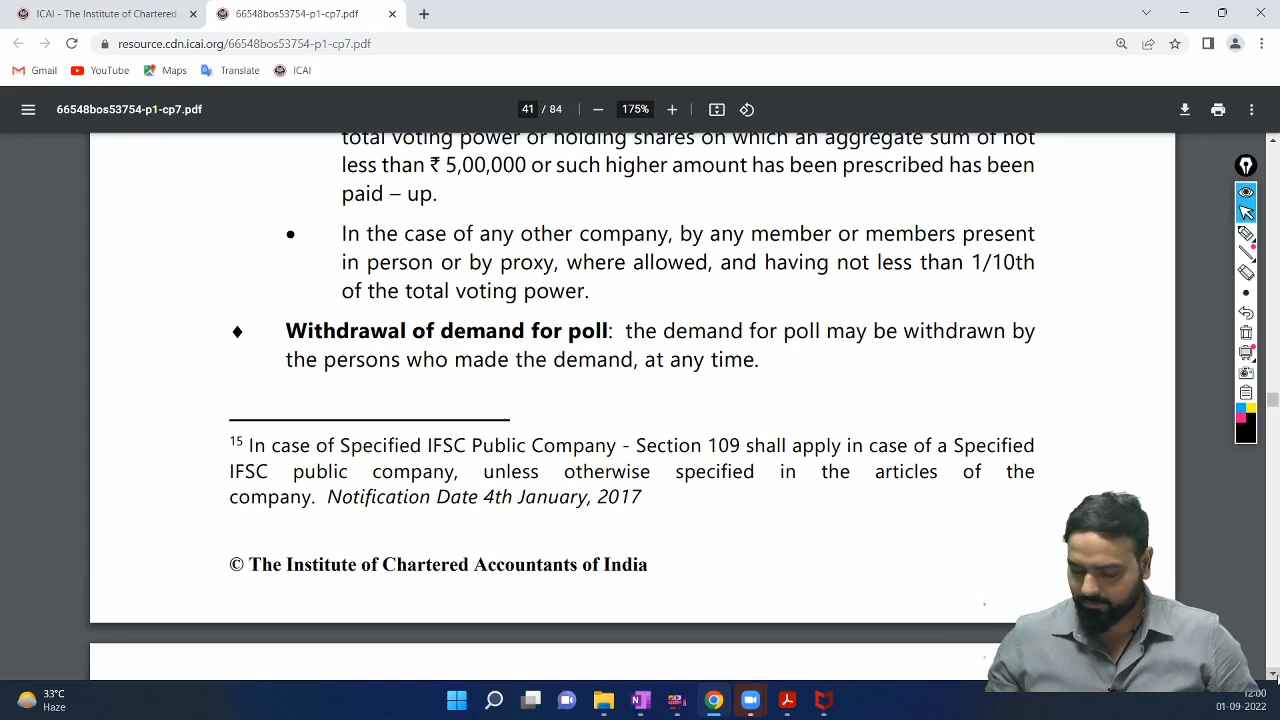 ICAI - The Institute of Chartered
66548bos53754-p1-cp7.pdf
resource.cdn.icai.org/66548bos53754-p1-cp7.pdf
Gmail YouTube Maps Translate ICAI
66548bos53754-p1-cp7.pdf 41 / 84 175%
total voting power or holding shares on which an aggregate sum of not
less than ₹ 5,00,000 or such higher amount has been prescribed has been
paid – up.
• In the case of any other company, by any member or members present
in person or by proxy, where allowed, and having not less than 1/10th
of the total voting power.
♦ Withdrawal of demand for poll: the demand for poll may be withdrawn by
the persons who made the demand, at any time.
15 In case of Specified IFSC Public Company - Section 109 shall apply in case of a Specified
IFSC public company, unless otherwise specified in the articles of the
company. Notification Date 4th January, 2017
© The Institute of Chartered Accountants of India
33°C
Haze
12:00
01-09-2022